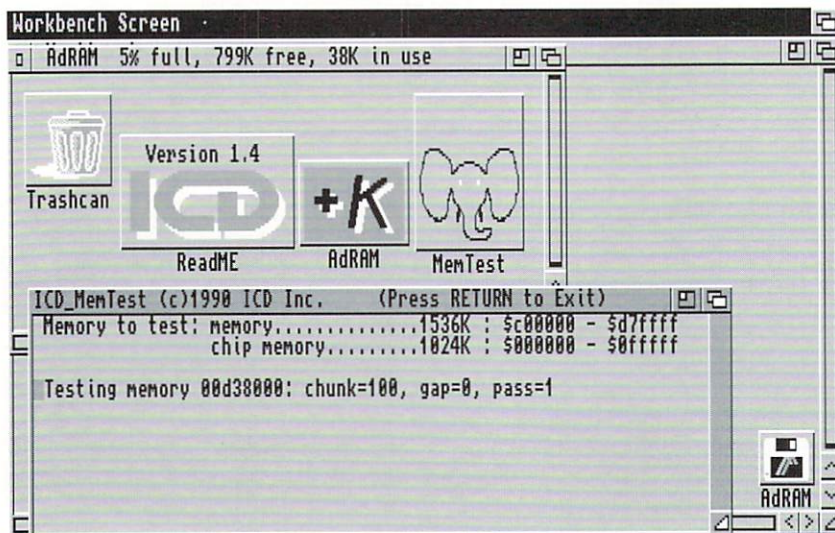 Workbench Screen
AdRAM 5% full, 799K free, 38K in use
Trashcan
Version 1.4
ICD
ReadME
+K
AdRAM
MemTest
ICD_MemTest (c)1990 ICD Inc. (Press RETURN to Exit)
Memory to test: memory..............1536K : $c00000 - $d7ffff
chip memory.........1024K : $000000 - $0fffff
Testing memory 00d38000: chunk=100, gap=0, pass=1
AdRAM